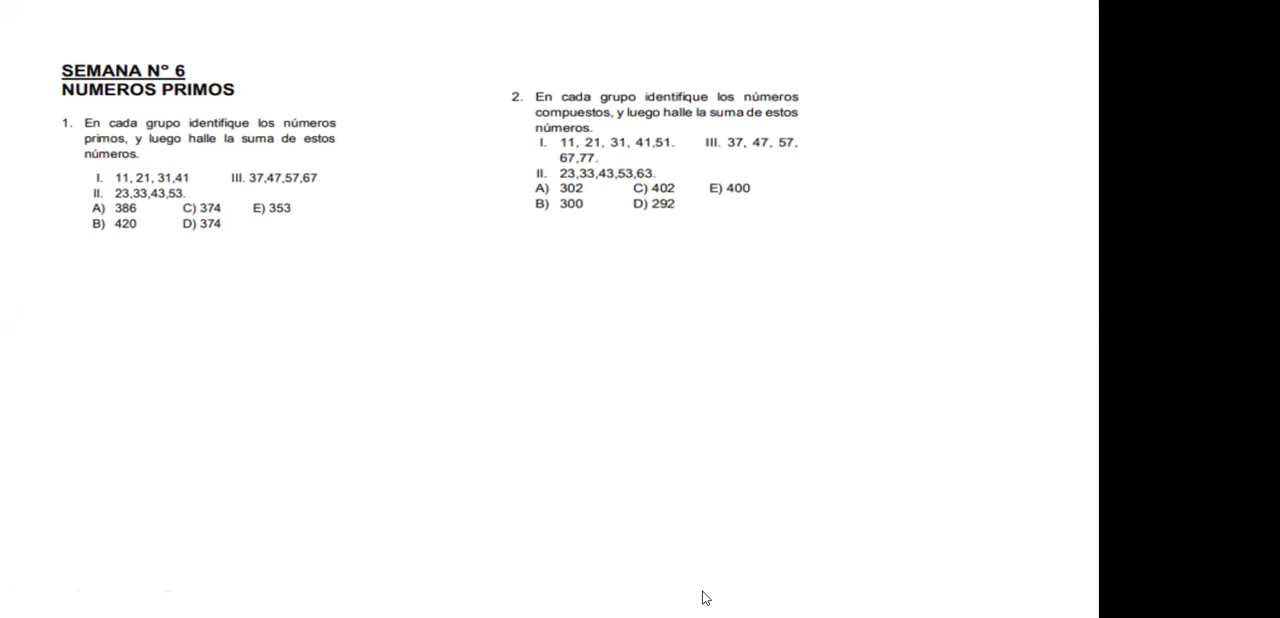 SEMANA Nº 6
NUMEROS PRIMOS
1. En cada grupo identifique los números
primos, y luego halle la suma de estos
números.
I. 11, 21, 31,41 III. 37,47,57,67
II. 23,33,43,53.
A) 386 C) 374 E) 353
B) 420 D) 374
2. En cada grupo identifique los números
compuestos, y luego halle la suma de estos
números.
I. 11, 21, 31, 41,51. III. 37, 47, 57,
67,77.
II. 23,33,43,53,63.
A) 302 C) 402 E) 400
B) 300 D) 292